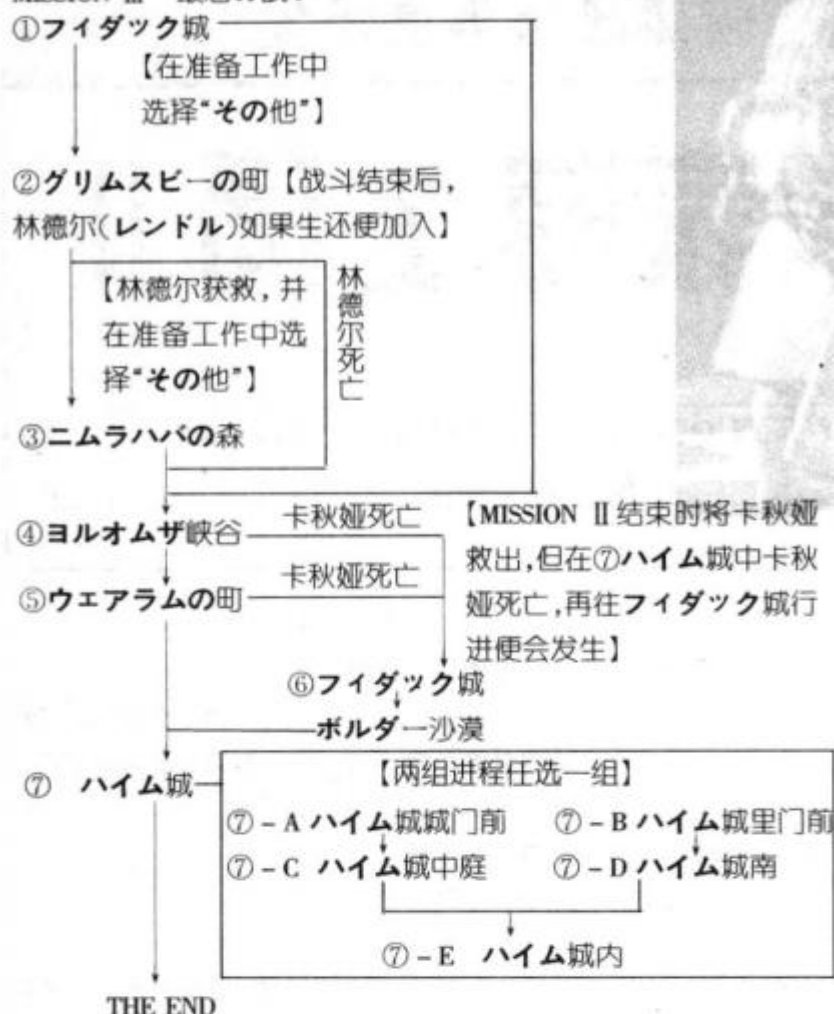 ①フィダック城
【在准备工作中
选择“その他”】
②グリムスビーの町【战斗结束后，
林德尔(レンドル)如果生还便加入】
【林德尔获救，并
在准备工作中选
择“その他”】
林德尔死亡
③ニムラハバの森
④ヨルオムザ峡谷
卡秋娅死亡
⑤ウェアラムの町
卡秋娅死亡
【MISSION Ⅱ结束时将卡秋娅
救出，但在⑦ハイム城中卡秋
娅死亡，再往フィダック城行
进便会发生】
⑥フィダック城
ボルダー沙漠
⑦ ハイム城
【两组进程任选一组】
⑦-A ハイム城城门前 ⑦-B ハイム城里门前
⑦-C ハイム城中庭 ⑦-D ハイム城南
⑦-E ハイム城内
THE END